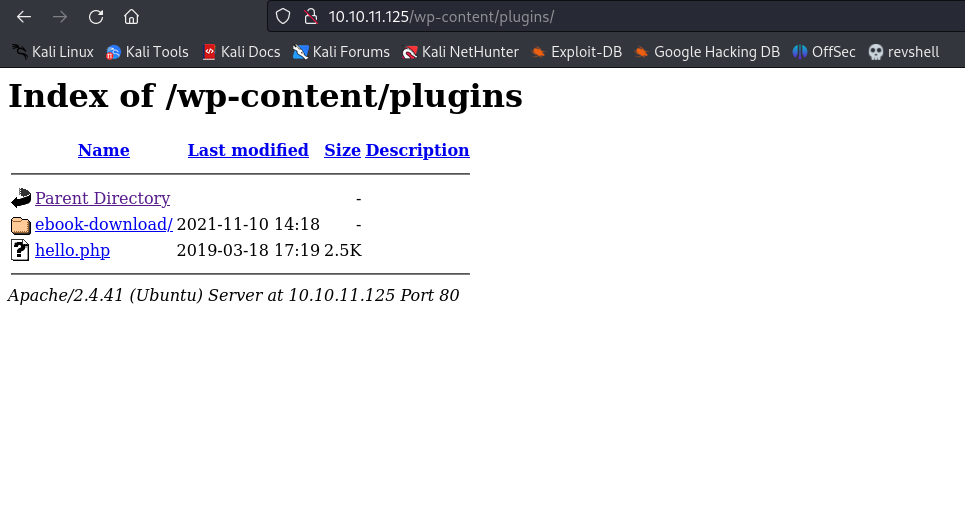 10.10.11.125/wp-content/plugins/
Kali Linux Kali Tools Kali Docs Kali Forums Kali NetHunter Exploit-DB Google Hacking DB OffSec revshell
Index of /wp-content/plugins
Name Last modified Size Description
Parent Directory -
ebook-download/ 2021-11-10 14:18 -
hello.php 2019-03-18 17:19 2.5K
Apache/2.4.41 (Ubuntu) Server at 10.10.11.125 Port 80